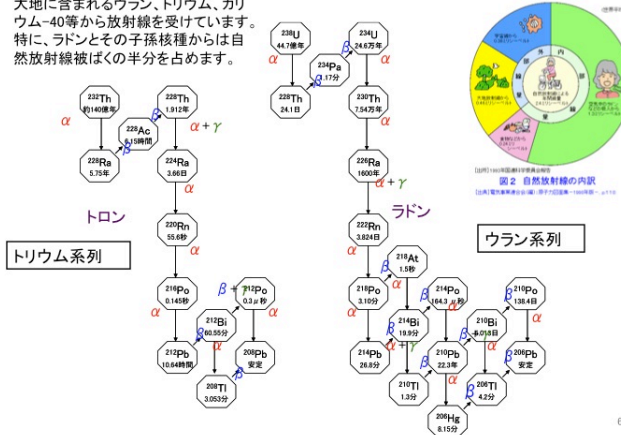 大地に含まれるウラン、トリウム、カリ
ウム-40等から放射線を受けています。
特に、ラドンとその子孫核種からは自
然放射線被ばくの半分を占めます。
232Th
約140億年
α
228Ra
5.75年
β
228Ac
6.15時間
β
228Th
1.912年
α+γ
224Ra
3.66日
α
トロン
220Rn
55.6秒
α
トリウム系列
216Po
0.145秒
α
212Pb
10.64時間
β
212Bi
60.55分
β+γ
α
212Po
0.3μ秒
α
208Tl
3.053分
β
208Pb
安定
238U
44.7億年
α
228Th
24.1日
β
234Pa
1.17分
β
234U
24.6万年
α
230Th
7.54万年
α
226Ra
1600年
α+γ
ラドン
222Rn
3.824日
α
ウラン系列
218Po
3.10分
α
β
218At
1.5秒
α
214Pb
26.8分
β
214Bi
19.9分
β
α+γ
214Po
164.3μ秒
α
210Tl
1.3分
β
210Pb
22.3年
β
α
210Bi
β
α
210Po
138.4日
α
206Hg
8.15分
β
206Tl
4.2分
β
206Pb
安定
図2 自然放射線の内訳
6